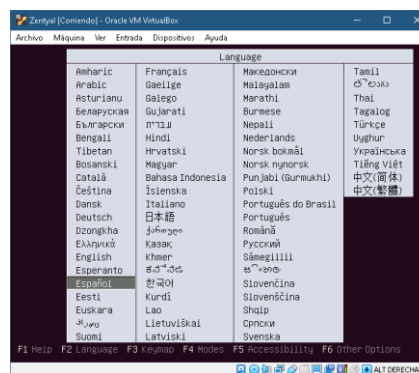 Zentyal [Corriendo] - Oracle VM VirtualBox
Archivo Máquina Ver Entrada Dispositivos Ayuda
Language
Amharic Français Македонски Tamil
Arabic Gaeilge Malayalam తెలుగు
Asturianu Galego Marathi Thai
Беларуская Gujarati Burmese Tagalog
Български עברית Nepali Türkçe
Bengali Hindi Nederlands Uyghur
Tibetan Hrvatski Norsk bokmål Українська
Bosanski Magyar Norsk nynorsk Tiếng Việt
Català Bahasa Indonesia Punjabi (Gurmukhi) 中文(简体)
Čeština Íslenska Polski 中文(繁體)
Dansk Italiano Português do Brasil
Deutsch 日本語 Português
Dzongkha ქართული Română
Ελληνικά Қазақ Русский
English Khmer Sámegillii
Esperanto ಕನ್ನಡ සිංහල
Español 한국어 Slovenčina
Eesti Kurdî Slovenščina
Euskara Lao Shqip
فارسی Lietuviškai Српски
Suomi Latviski Svenska
F1 Help F2 Language F3 Keymap F4 Modes F5 Accessibility F6 Other Options
ALT DERECHA